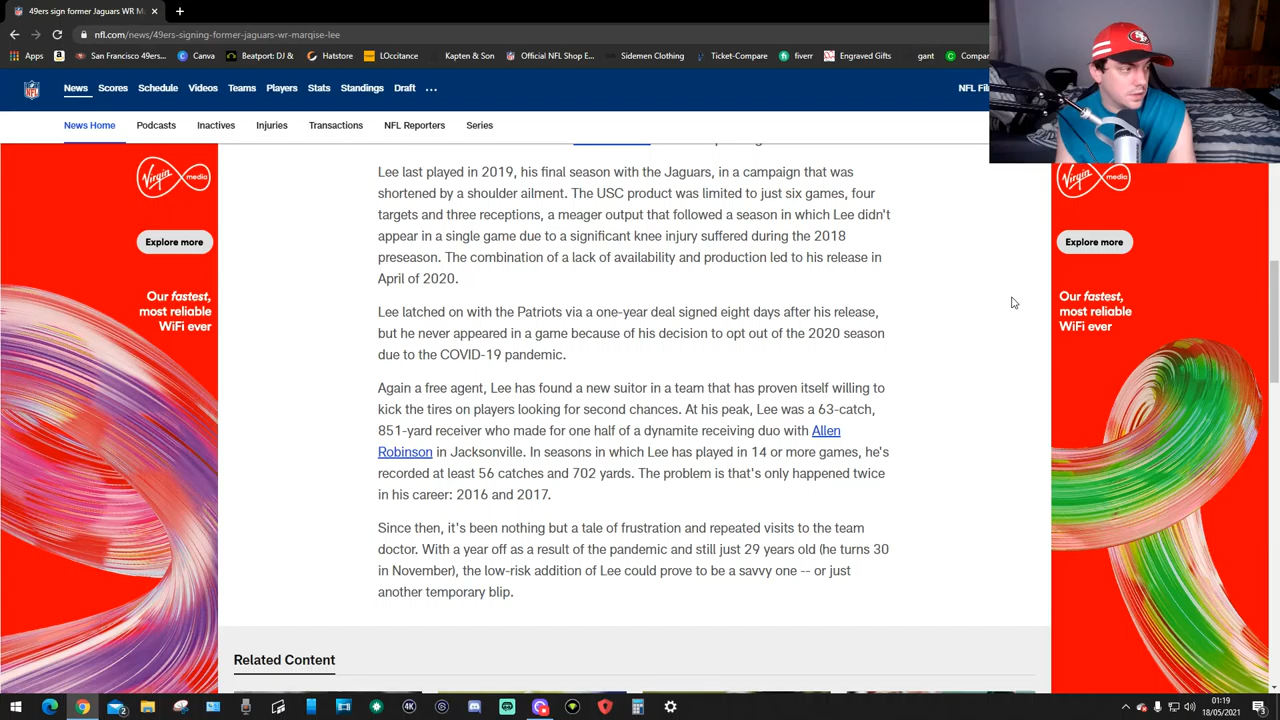 49ers sign former Jaguars WR M
nfl.com/news/49ers-signing-former-jaguars-wr-marqise-lee
Apps
San Francisco 49ers...
Beatstar:DJ
Hatstore
LOccitane
Kapten & Son
Official NFL Shop E...
Sidemen Clothing
Ticket-Compare
fiverr
Engraved Gifts
gant
Compar
NFL
News
Scores
Schedule
Videos
Teams
Players
Stats
Standings
Draft
NFL Fil
News Home
Podcasts
Inactives
Injuries
Transactions
NFL Reporters
Series
Lee last played in 2019, his final season with the Jaguars, in a campaign that was
shortened by a shoulder ailment. The USC product was limited to just six games, four
targets and three receptions, a meager output that followed a season in which Lee didn't
appear in a single game due to a significant knee injury suffered during the 2018
preseason. The combination of a lack of availability and production led to his release in
April of 2020.
Lee latched on with the Patriots via a one-year deal signed eight days after his release,
but he never appeared in a game because of his decision to opt out of the 2020 season
due to the COVID-19 pandemic.
Again a free agent, Lee has found a new suitor in a team that has proven itself willing to
kick the tires on players looking for second chances. At his peak, Lee was a 63-catch,
851-yard receiver who made for one half of a dynamite receiving duo with Allen
Robinson in Jacksonville. In seasons in which Lee has played in 14 or more games, he's
recorded at least 56 catches and 702 yards. The problem is that's only happened twice
in his career: 2016 and 2017.
Since then, it's been nothing but a tale of frustration and repeated visits to the team
doctor. With a year off as a result of the pandemic and still just 29 years old (he turns 30
in November), the low-risk addition of Lee could prove to be a savvy one -- or just
another temporary blip.
Related Content
Virgin media
Explore more
Our fastest,
most reliable
WiFi ever
Virgin media
Explore more
Our fastest,
most reliable
WiFi ever
01:19
18/05/2021